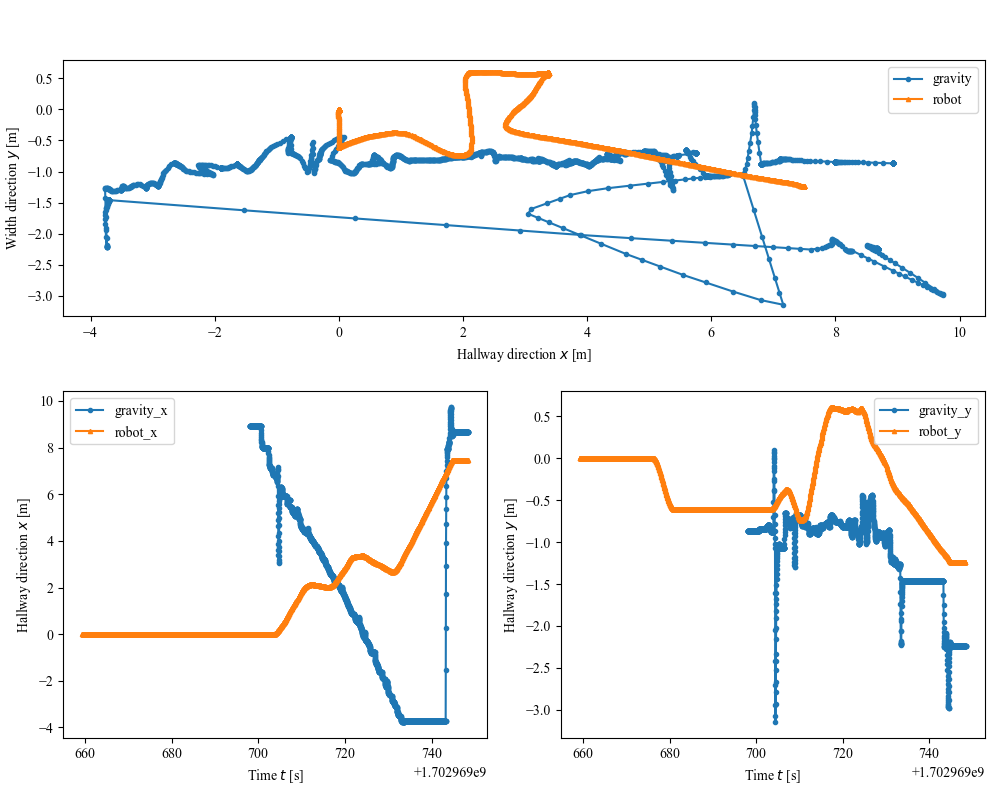 0.5
0.0
−0.5
−1.0
−1.5
−2.0
−2.5
−3.0
Width direction y [m]
gravity
robot
−4 −2 0 2 4 6 8 10
Hallway direction x [m]
10
8
6
4
2
0
−2
−4
Hallway direction x [m]
gravity_x
robot_x
660 680 700 720 740
Time t [s]
+1.702969e9
0.5
0.0
−0.5
−1.0
−1.5
−2.0
−2.5
−3.0
Hallway direction y [m]
gravity_y
robot_y
660 680 700 720 740
Time t [s]
+1.702969e9